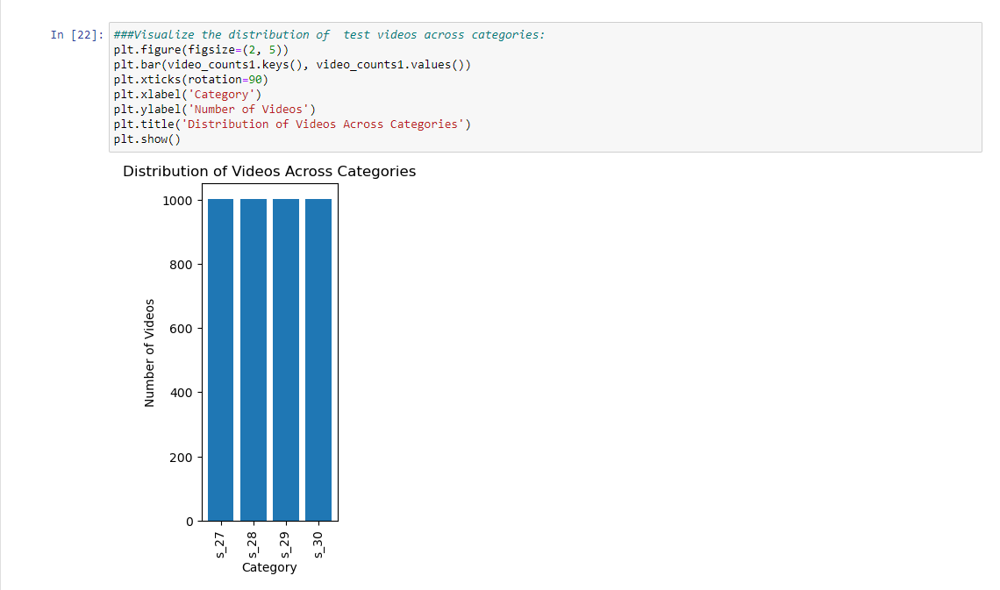 In [22]: ###Visualize the distribution of  test videos across categories:
plt.figure(figsize=(2, 5))
plt.bar(video_counts1.keys(), video_counts1.values())
plt.xticks(rotation=90)
plt.xlabel('Category')
plt.ylabel('Number of Videos')
plt.title('Distribution of Videos Across Categories')
plt.show()
Distribution of Videos Across Categories
1000
800
600
400
200
0
Number of Videos
s_27
s_28
s_29
s_30
Category